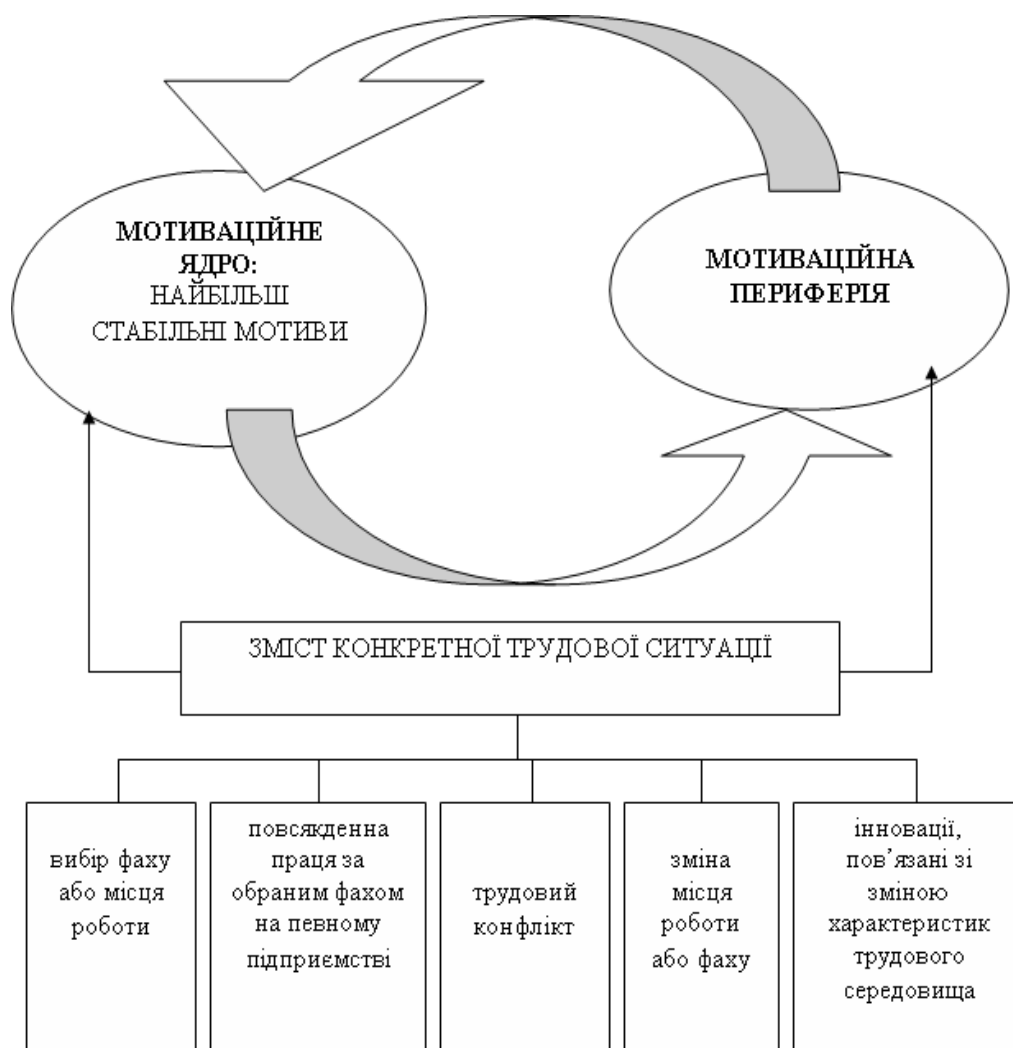 МОТИВАЦІЙНЕ
ЯДРО:
НАЙБІЛЬШ
СТАБІЛЬНІ МОТИВИ
МОТИВАЦІЙНА
ПЕРИФЕРІЯ
ЗМІСТ КОНКРЕТНОЇ ТРУДОВОЇ СИТУАЦІЇ
вибір фаху
або місця
роботи
повсякденна
праця за
обраним фахом
на певному
підприємстві
трудовий
конфлікт
зміна
місця
роботи
або фаху
інновації,
пов’язані зі
зміною
характеристик
трудового
середовища